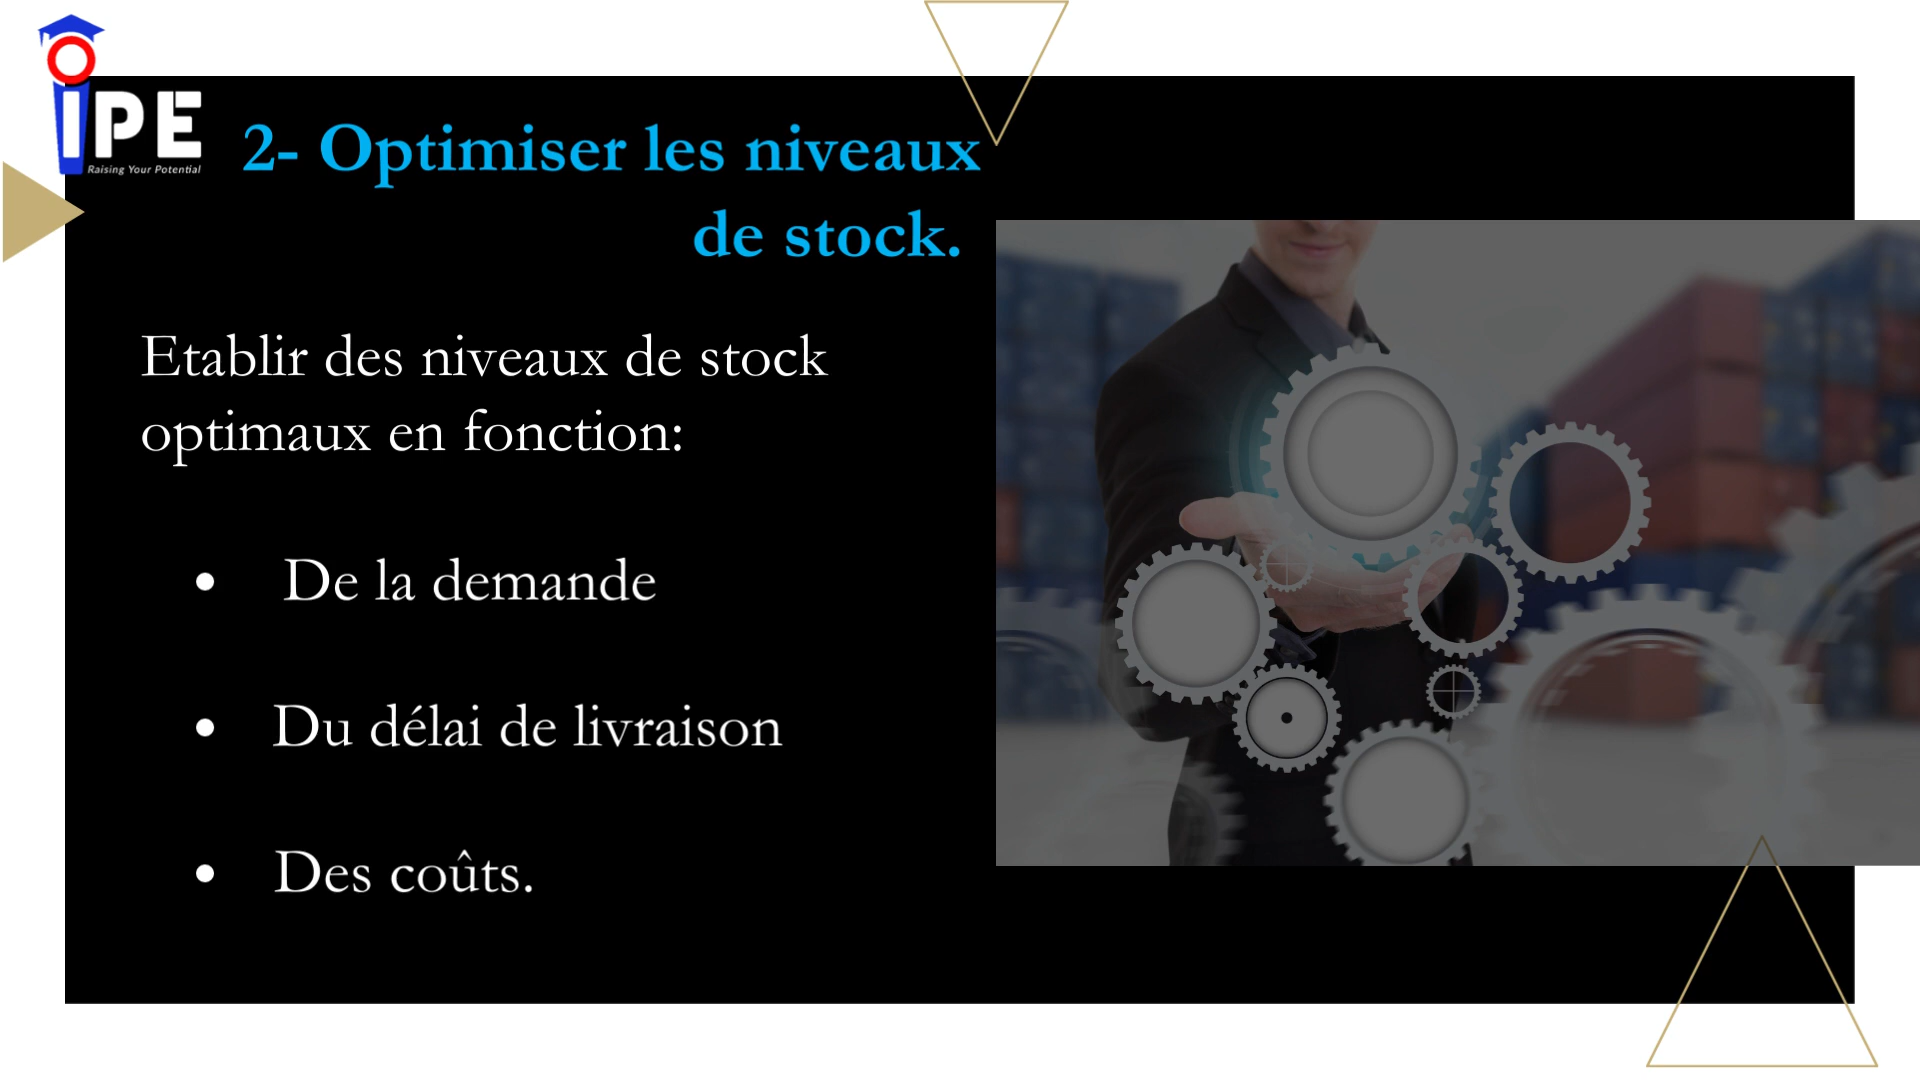 iPE
Raising Your Potential
2- Optimiser les niveaux
de stock.
Etablir des niveaux de stock
optimaux en fonction:
• De la demande
• Du délai de livraison
• Des coûts.